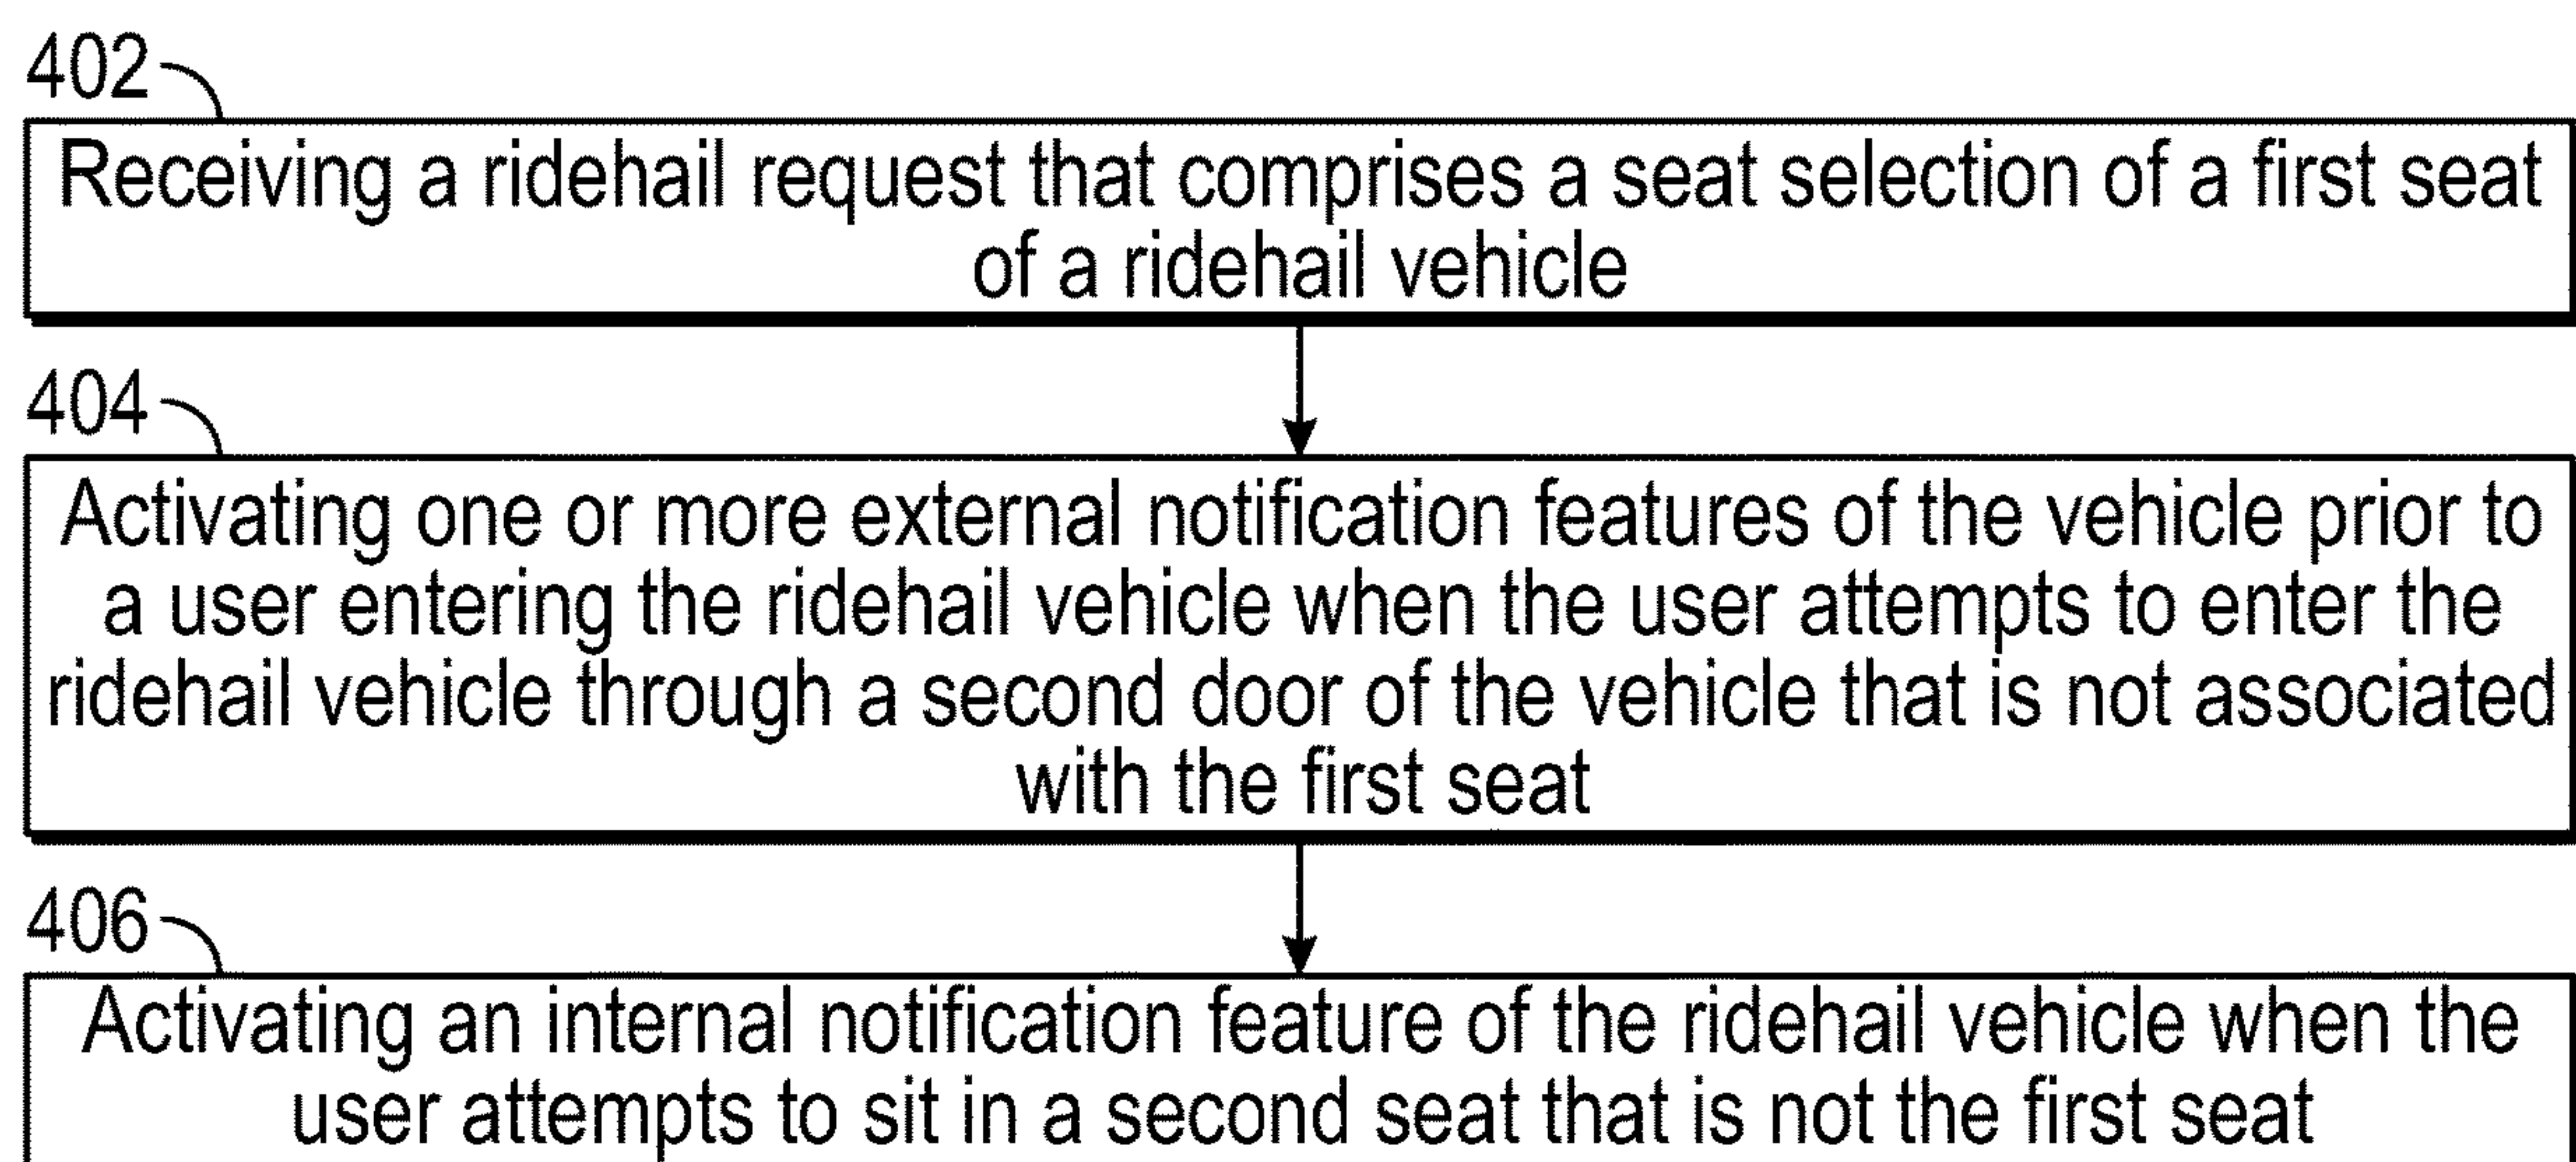 402
Receiving a ridehail request that comprises a seat selection of a first seat
of a ridehail vehicle
404
Activating one or more external notification features of the vehicle prior to
a user entering the ridehail vehicle when the user attempts to enter the
ridehail vehicle through a second door of the vehicle that is not associated
with the first seat
406
Activating an internal notification feature of the ridehail vehicle when the
user attempts to sit in a second seat that is not the first seat